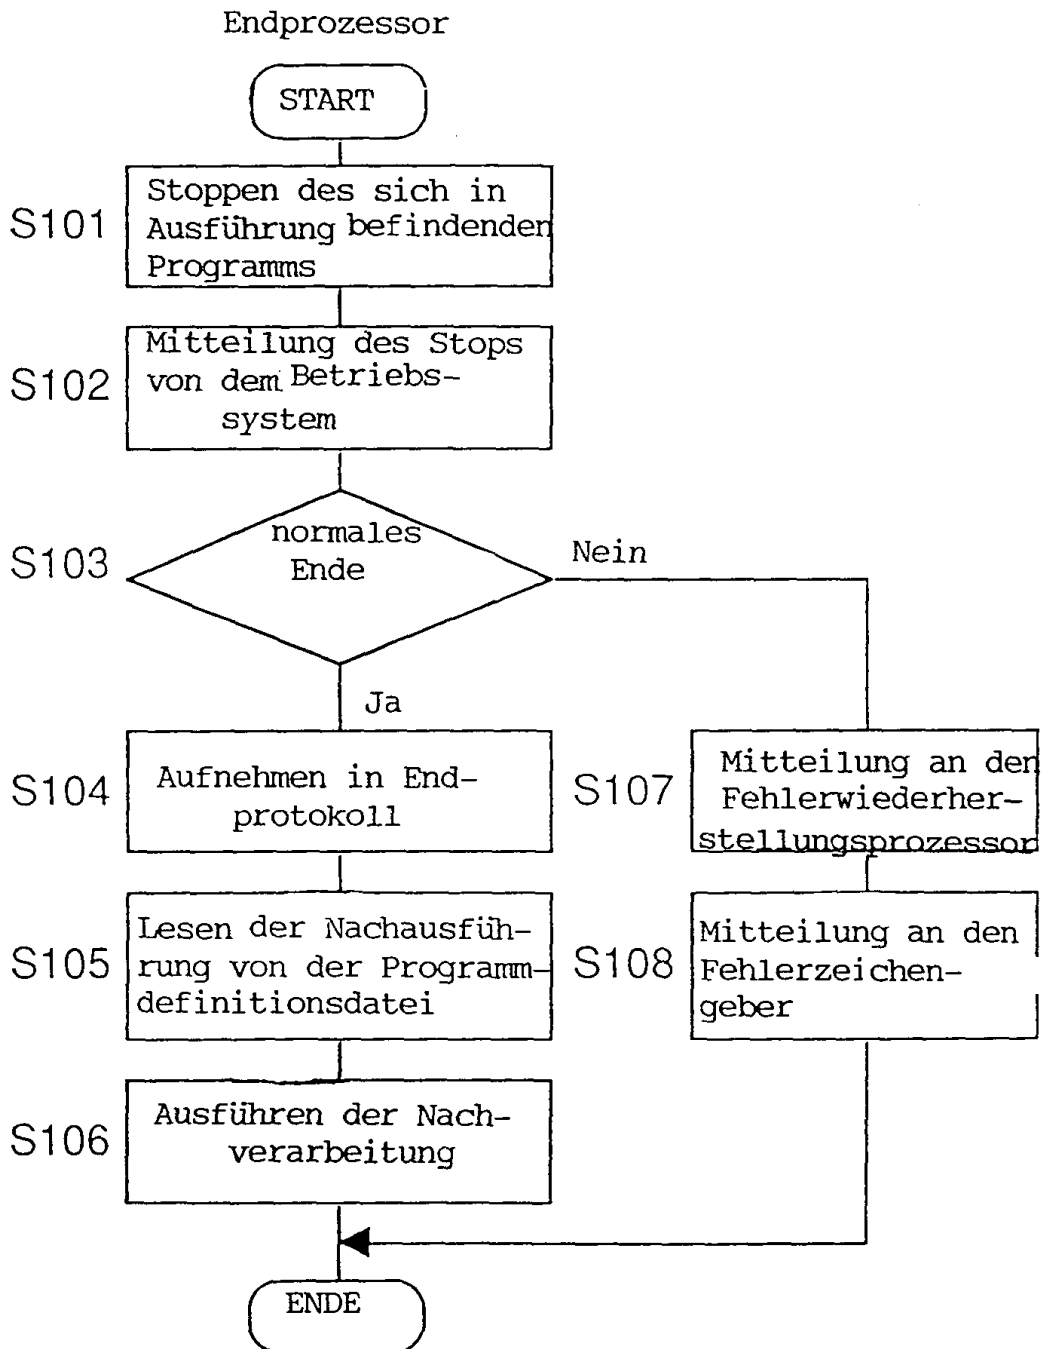 Endprozessor
START
S101
Stoppen des sich in
Ausführung befindenden
Programms
S102
Mitteilung des Stops
von dem Betriebs-
system
S103
normales
Ende
Nein
Ja
S104
Aufnehmen in End-
protokoll
S107
Mitteilung an den
Fehlerwiederher-
stellungsprozessor
S105
Lesen der Nachausfüh-
rung von der Programm-
definitionsdatei
S108
Mitteilung an den
Fehlerzeichen-
geber
S106
Ausführen der Nach-
verarbeitung
ENDE